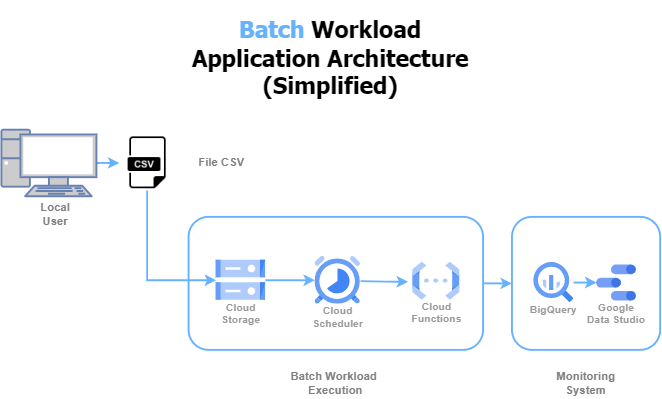 Batch Workload
Application Architecture
(Simplified)
CSV
File CSV
Local
User
Cloud
Storage
Cloud
Scheduler
Cloud
Functions
BigQuery
Google
Data Studio
Batch Workload
Execution
Monitoring
System